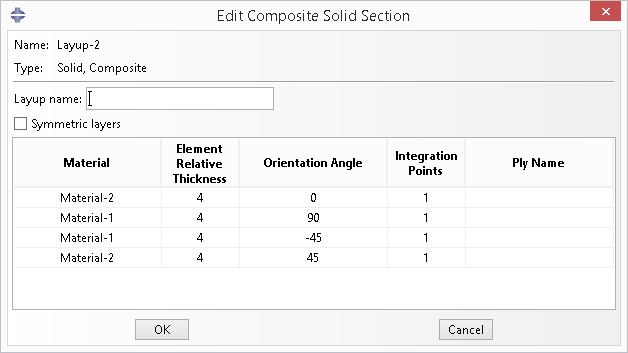 Edit Composite Solid Section
Name: Layup-2
Type: Solid, Composite
Layup name:
Symmetric layers
Material Element Relative Thickness Orientation Angle Integration Points Ply Name
Material-2 4 0 1
Material-1 4 90 1
Material-1 4 -45 1
Material-2 4 45 1
OK Cancel